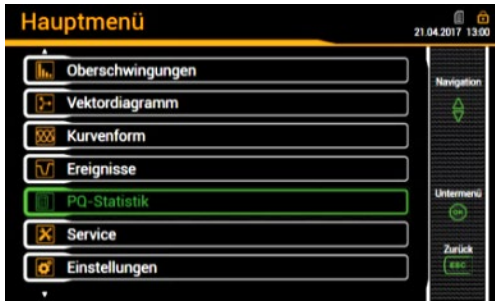 Hauptmenü
21.04.2017 13:00
Oberschwingungen
Navigation
Vektordiagramm
Kurvenform
Ereignisse
PQ-Statistik
Untermenü
OK
Service
Zurück
ESC
Einstellungen